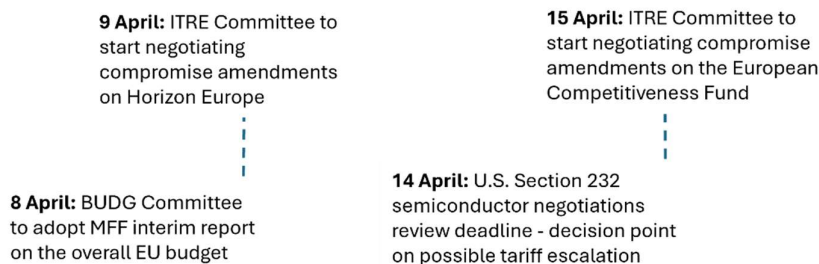 9 April: ITRE Committee to
start negotiating
compromise amendments
on Horizon Europe
15 April: ITRE Committee to
start negotiating compromise
amendments on the European
Competitiveness Fund
8 April: BUDG Committee
to adopt MFF interim report
on the overall EU budget
14 April: U.S. Section 232
semiconductor negotiations
review deadline - decision point
on possible tariff escalation